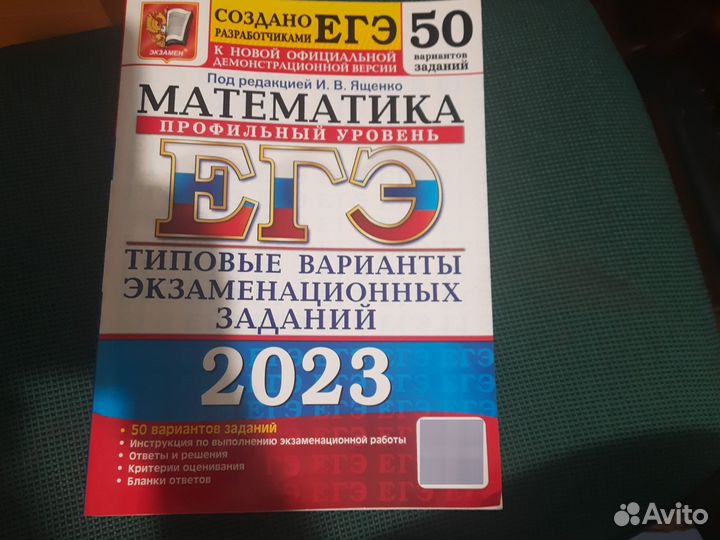 СОЗДАНО
РАЗРАБОТЧИКАМИ ЕГЭ
К НОВОЙ ОФИЦИАЛЬНОЙ
ДЕМОНСТРАЦИОННОЙ ВЕРСИИ
50
вариантов
заданий
ЭКЗАМЕН
Под редакцией И. В. Ященко
МАТЕМАТИКА
ПРОФИЛЬНЫЙ УРОВЕНЬ
ЕГЭ
ТИПОВЫЕ ВАРИАНТЫ
ЭКЗАМЕНАЦИОННЫХ
ЗАДАНИЙ
2023
• 50 вариантов заданий
• Инструкция по выполнению экзаменационной работы
• Ответы и решения
• Критерии оценивания
• Бланки ответов
Avito